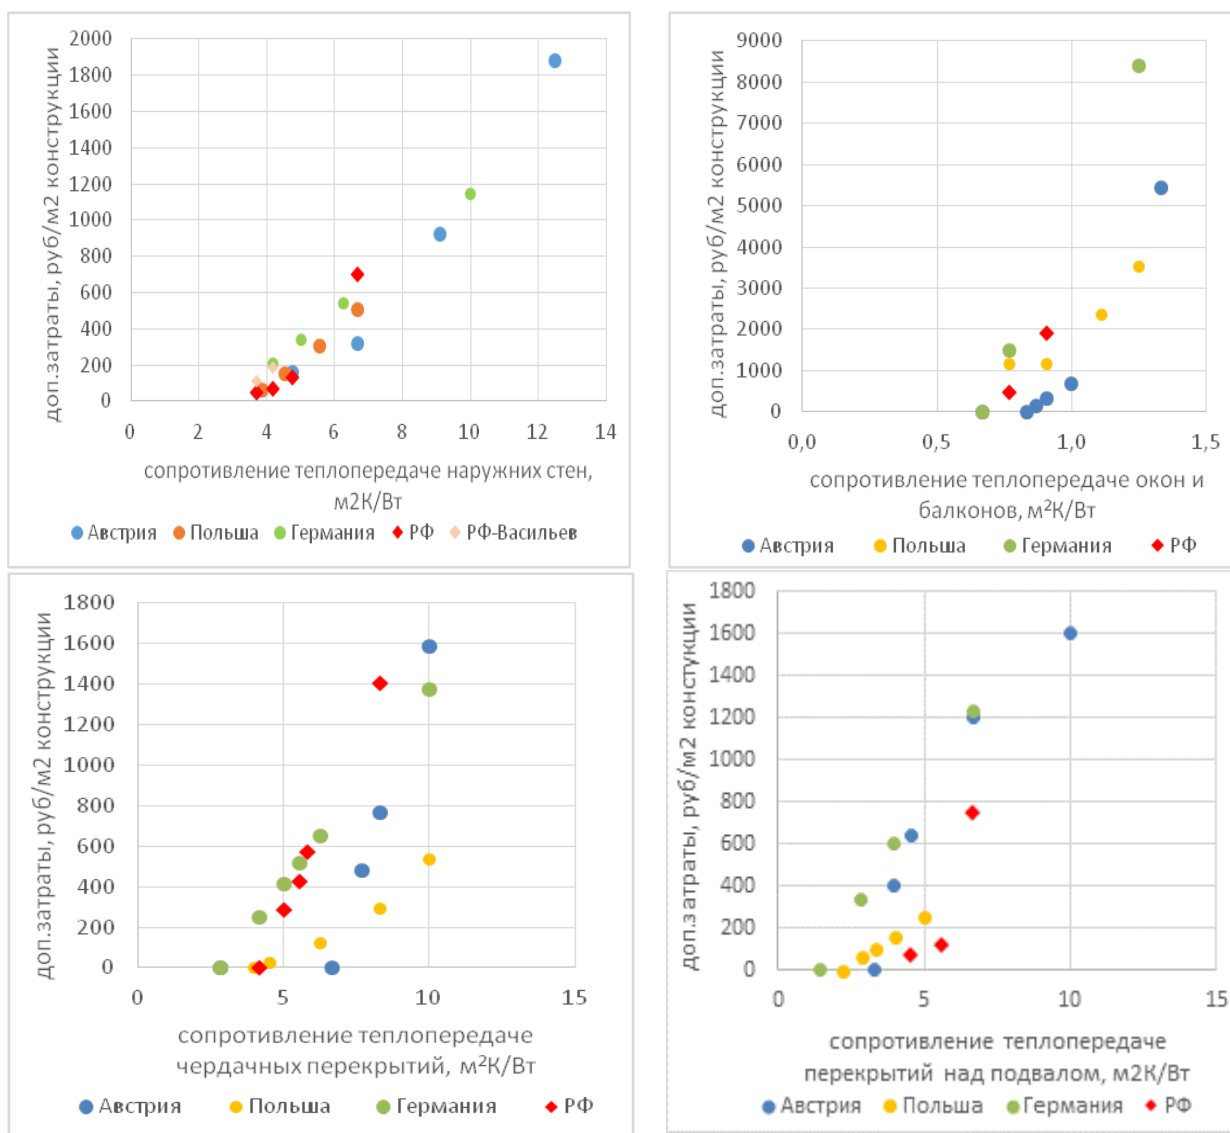 доп.затраты, руб/м2 конструкции
2000
1800
1600
1400
1200
1000
800
600
400
200
0
0 2 4 6 8 10 12 14
сопротивление теплопередаче наружних стен,
м2К/Вт
Австрия Польша Германия РФ РФ-Васильев
доп.затраты, руб/м2 конструкции
9000
8000
7000
6000
5000
4000
3000
2000
1000
0
0,0 0,5 1,0 1,5
сопротивление теплопередаче окон и
балконов, м²К/Вт
Австрия Польша Германия РФ
доп.затраты, руб/м2 конструкции
1800
1600
1400
1200
1000
800
600
400
200
0
0 5 10 15
сопротивление теплопередаче
чердачных перекрытий, м²К/Вт
Австрия Польша Германия РФ
доп.затраты, руб/м2 констукции
1800
1600
1400
1200
1000
800
600
400
200
0
0 5 10 15
сопротивление теплопередаче
перекрытий над подвалом, м2К/Вт
Австрия Польша Германия РФ